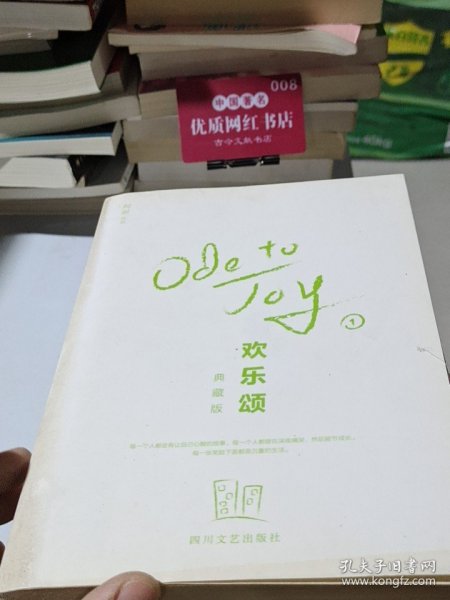 008
中国著名
优质网红书店
古今文献书店
Ode to
Joy
1
欢乐颂
典藏版
四川文艺出版社
孔夫子旧书网
www.kongfz.com